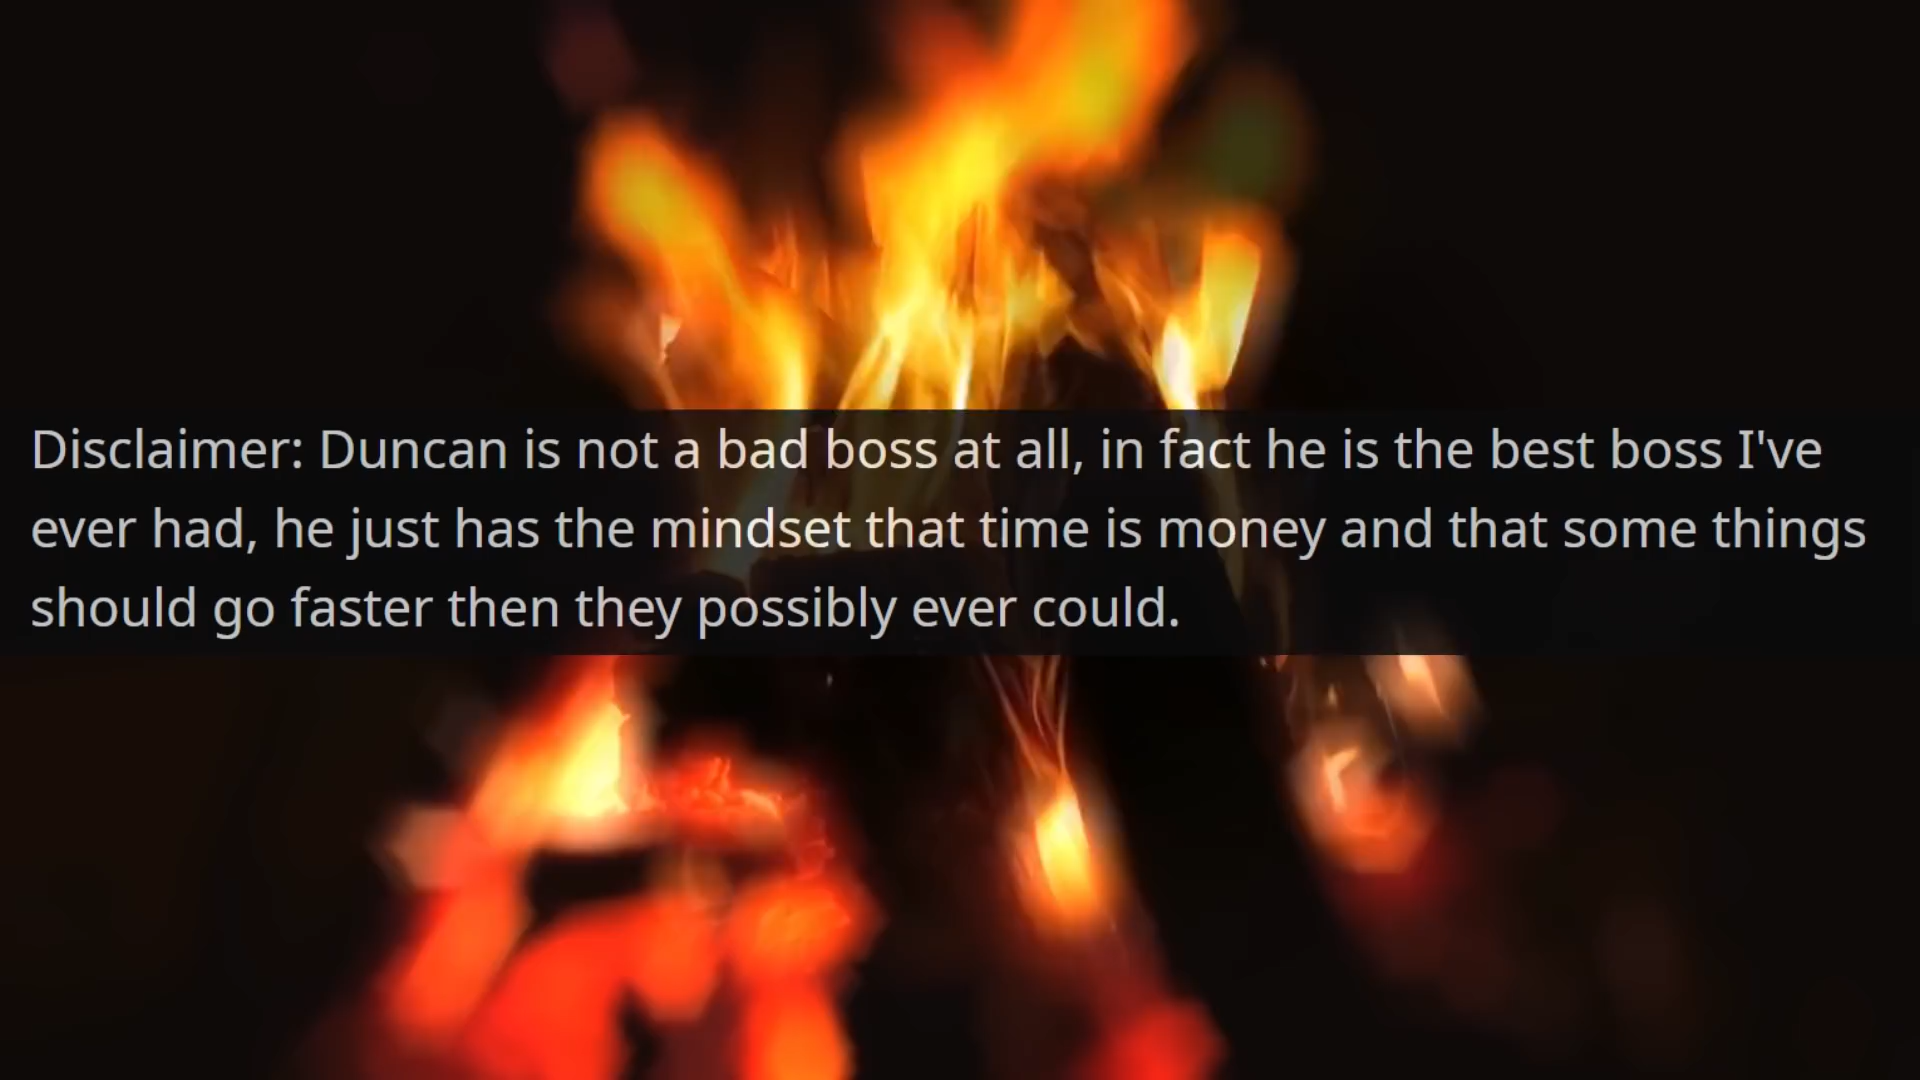 Disclaimer: Duncan is not a bad boss at all, in fact he is the best boss I've
ever had, he just has the mindset that time is money and that some things
should go faster then they possibly ever could.